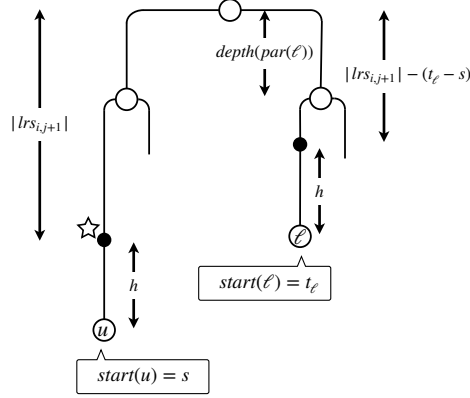 depth(par(ℓ))
|lrs_{i,j+1}| − (t_ℓ − s)
|lrs_{i,j+1}|
h
ℓ
start(ℓ) = t_ℓ
h
u
start(u) = s